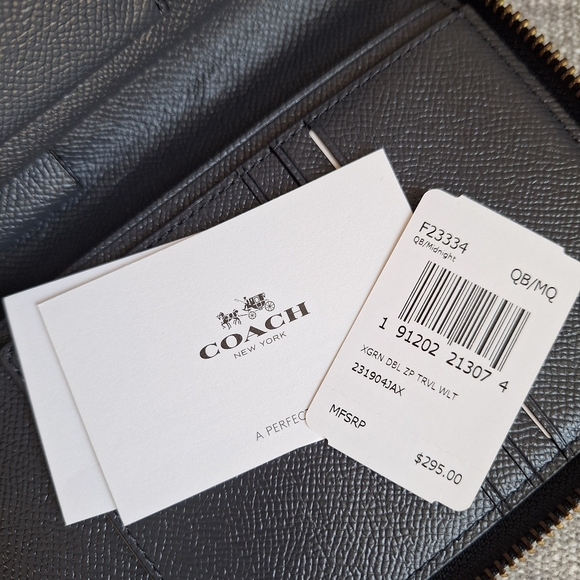 COACH
NEW YORK
A PERFEC
F23334
QB/Midnight
QB/MQ
1 91202 21307 4
XGRN DBL ZP TRVL WLT
231904JAX
MFSRP
$295.00